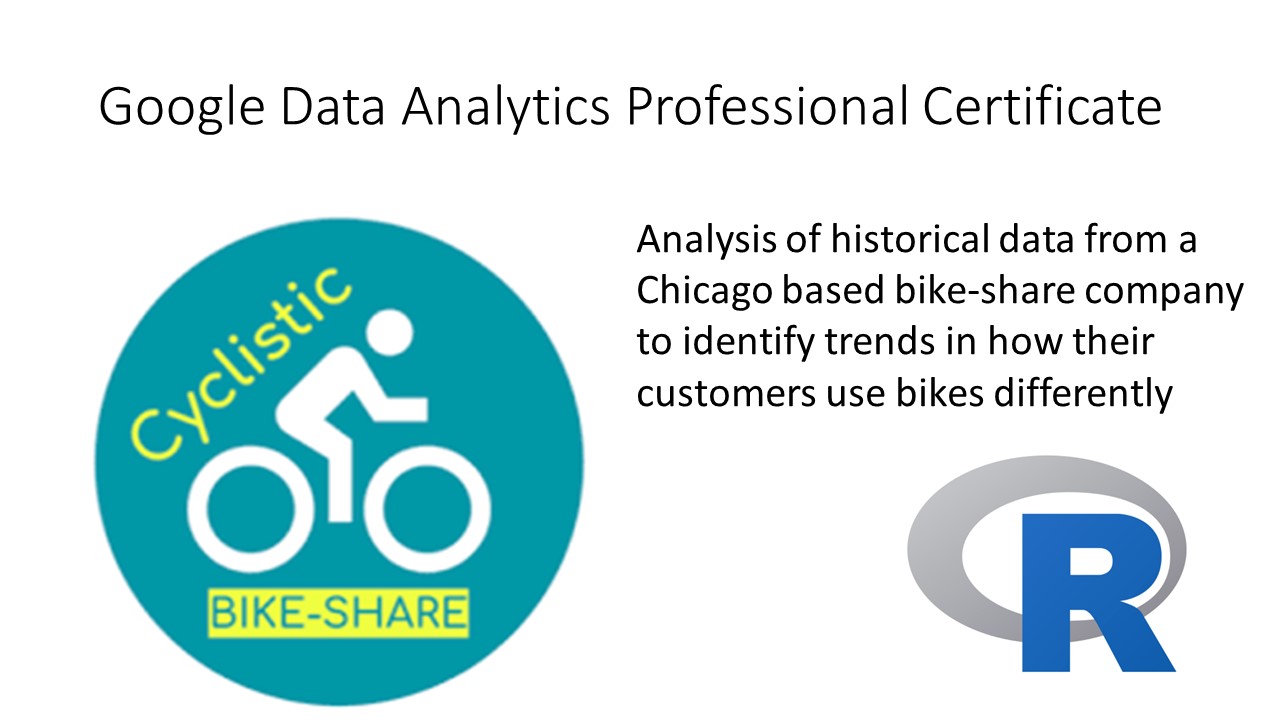 Google Data Analytics Professional Certificate
Cyclistic
BIKE-SHARE
Analysis of historical data from a
Chicago based bike-share company
to identify trends in how their
customers use bikes differently
R